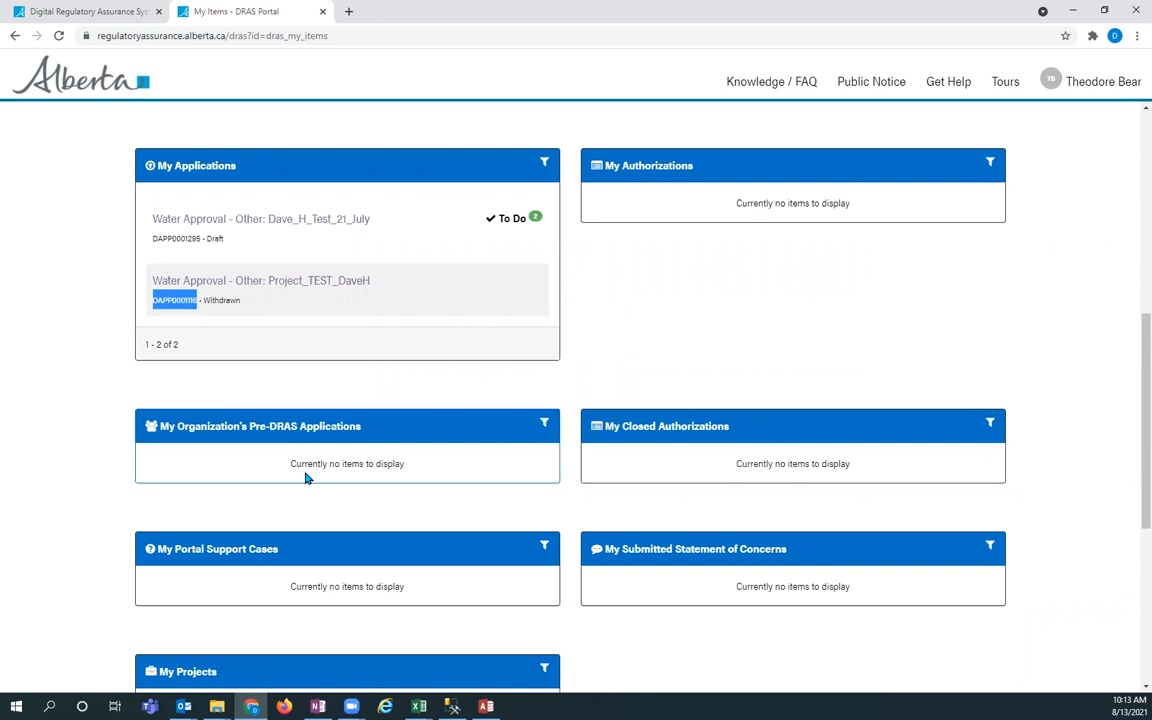 Digital Regulatory Assurance Sys
My Items - DRAS Portal
regulatoryassurance.alberta.ca/dras?id=dras_my_items
D
Alberta
Knowledge / FAQ
Public Notice
Get Help
Tours
TB
Theodore Bear
My Applications
Water Approval - Other: Dave_H_Test_21_July
To Do 2
DAPP0001295 • Draft
Water Approval - Other: Project_TEST_DaveH
DAPP0001116 • Withdrawn
1 - 2 of 2
My Authorizations
Currently no items to display
My Organization's Pre-DRAS Applications
Currently no items to display
My Closed Authorizations
Currently no items to display
My Portal Support Cases
Currently no items to display
My Submitted Statement of Concerns
Currently no items to display
My Projects
10:13 AM
8/13/2021